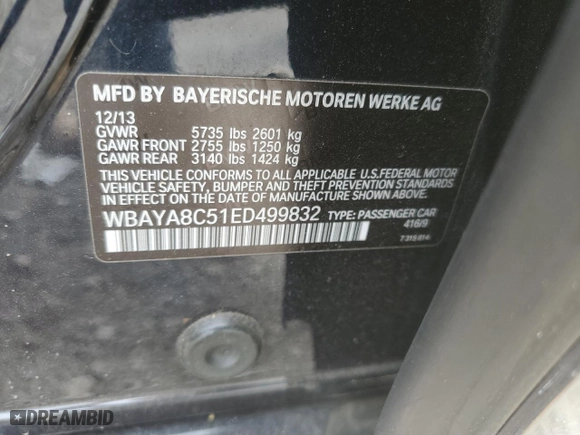 MFD BY BAYERISCHE MOTOREN WERKE AG
12/13
GVWR 5735 lbs 2601 kg
GAWR FRONT 2755 lbs 1250 kg
GAWR REAR 3140 lbs 1424 kg
THIS VEHICLE CONFORMS TO ALL APPLICABLE U.S.FEDERAL MOTOR
VEHICLE SAFETY, BUMPER AND THEFT PREVENTION STANDARDS
IN EFFECT ON THE DATE OF MANUFACTURE SHOWN ABOVE.
WBAYA8C51ED499832 TYPE: PASSENGER CAR
416/9
DREAMBID